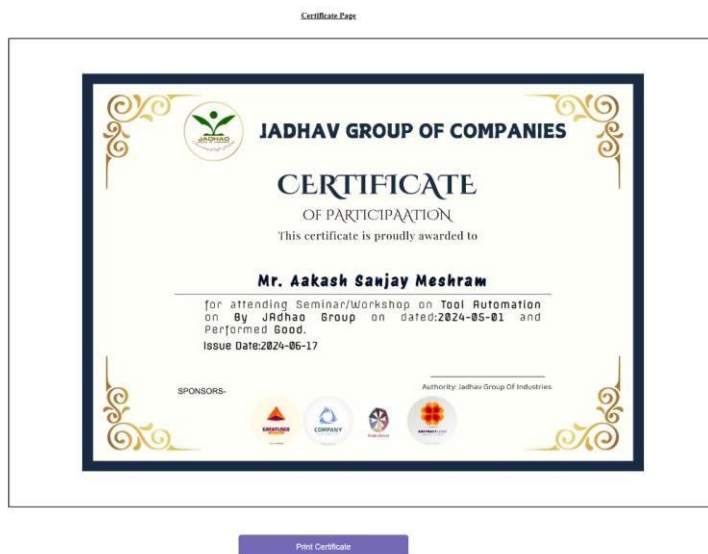 Certificate Page
JADHAO
JADHAV GROUP OF COMPANIES
CERTIFICATE
OF PARTICIPAATION
This certificate is proudly awarded to
Mr. Aakash Sanjay Meshram
for attending Seminar/Workshop on Tool Automation
on By JAdhao Group on dated:2024-05-01 and
Performed Good.
Issue Date:2024-06-17
Authority: Jadhav Group Of Industries
SPONSORS-
COMPANY
Print Certificate